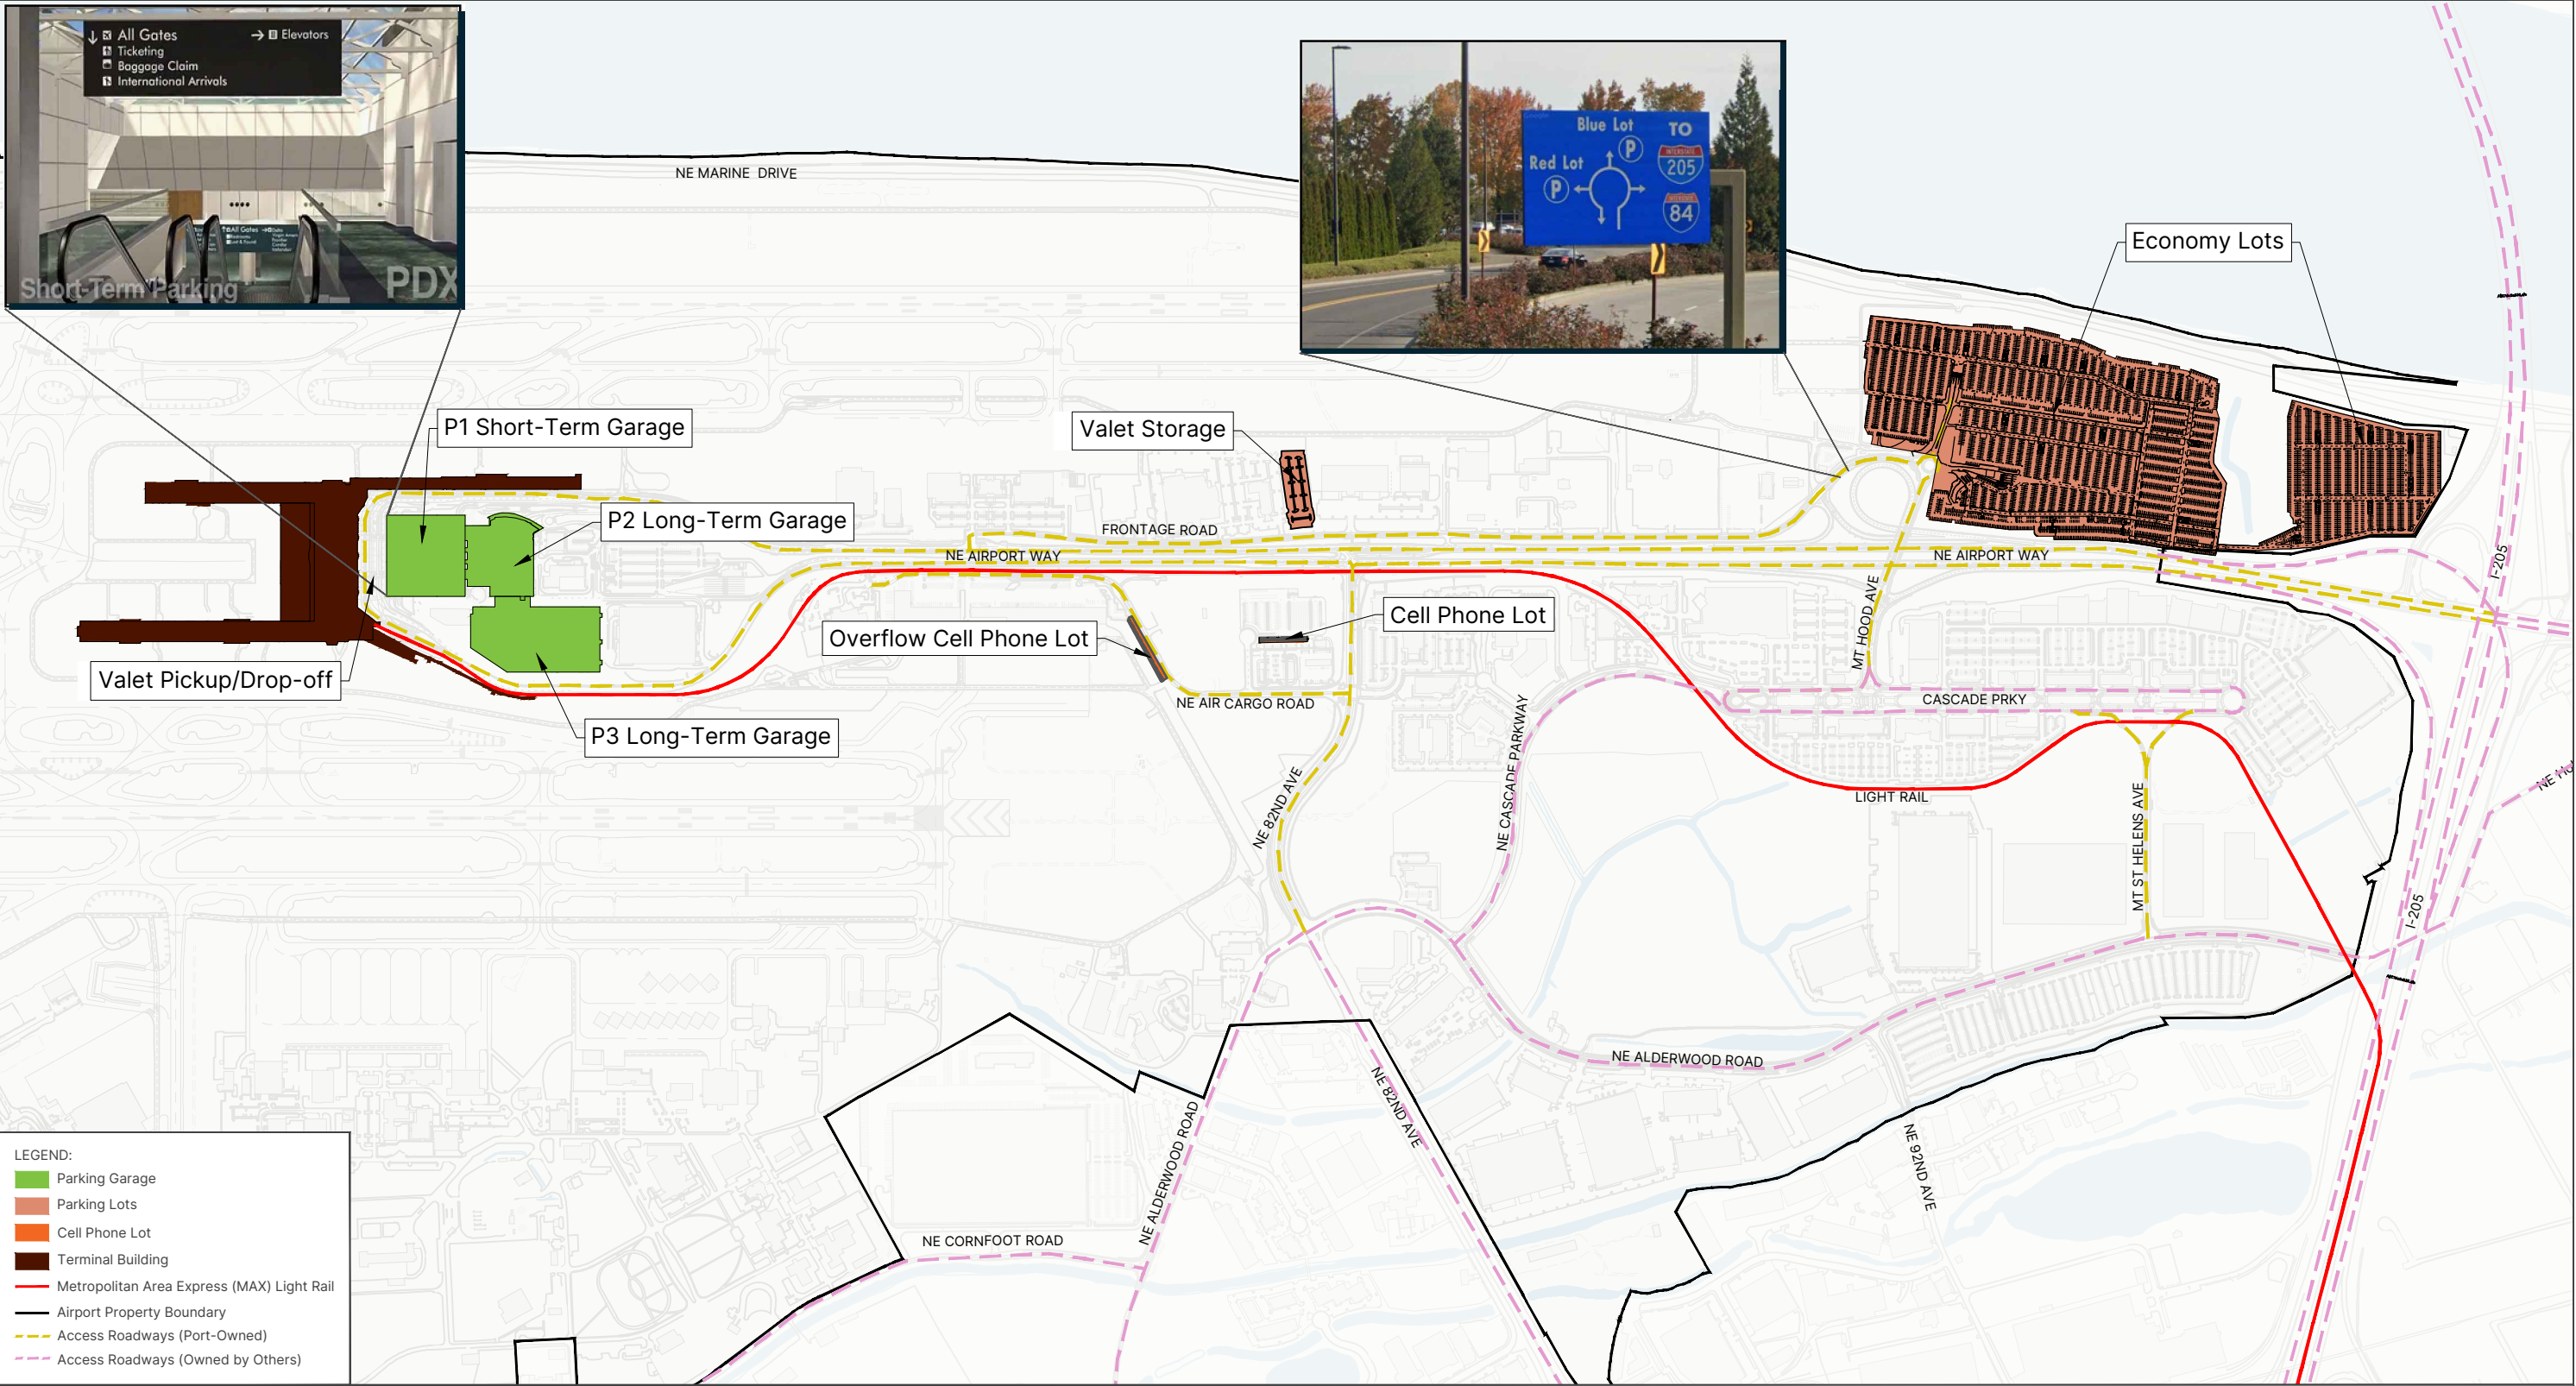 All Gates
Elevators
Ticketing
Baggage Claim
International Arrivals
All Gates
Short-Term Parking
PDX
Blue Lot
TO
P
Red Lot
P
INTERSTATE
205
84
NE MARINE DRIVE
Economy Lots
P1 Short-Term Garage
Valet Storage
P2 Long-Term Garage
FRONTAGE ROAD
NE AIRPORT WAY
NE AIRPORT WAY
I-205
MT HOOD AVE
Cell Phone Lot
Overflow Cell Phone Lot
Valet Pickup/Drop-off
NE AIR CARGO ROAD
CASCADE PRKY
P3 Long-Term Garage
NE CASCADE PARKWAY
NE 82ND AVE
LIGHT RAIL
MT ST HELENS AVE
I-205
NE ALDERWOOD ROAD
NE 82ND AVE
NE ALDERWOOD ROAD
NE 92ND AVE
NE CORNFOOT ROAD
LEGEND:
Parking Garage
Parking Lots
Cell Phone Lot
Terminal Building
Metropolitan Area Express (MAX) Light Rail
Airport Property Boundary
Access Roadways (Port-Owned)
Access Roadways (Owned by Others)